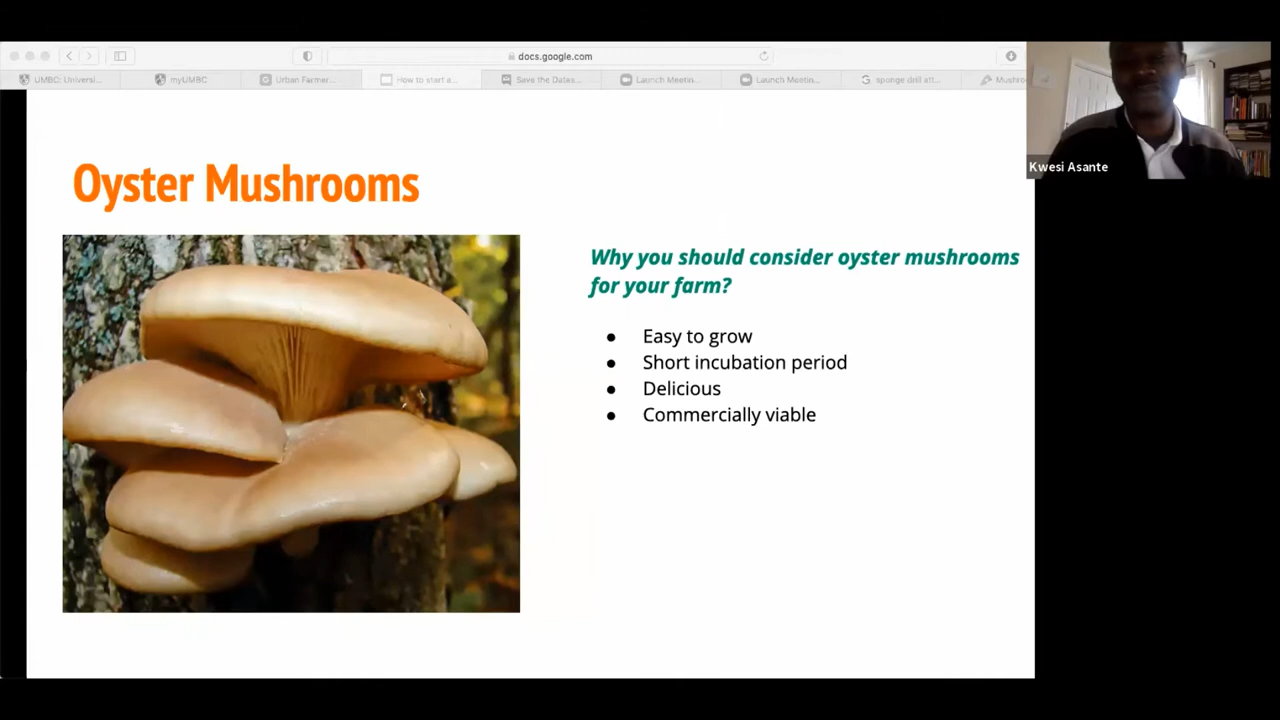 docs.google.com
UMBC: Universi...
myUMBC
Urban Farmer...
How to start a...
Save the Dates...
Launch Meetin...
Launch Meetin...
sponge drill att...
Mushro
Kwesi Asante
Oyster Mushrooms
Why you should consider oyster mushrooms
for your farm?
● Easy to grow
● Short incubation period
● Delicious
● Commercially viable